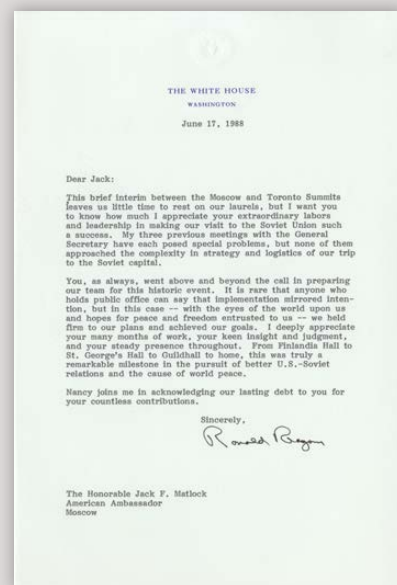 THE WHITE HOUSE
WASHINGTON
June 17, 1988
Dear Jack:
This brief interim between the Moscow and Toronto Summits
leaves us little time to rest on our laurels, but I want you
to know how much I appreciate your extraordinary labors
and leadership in making our visit to the Soviet Union such
a success. My three previous meetings with the General
Secretary have each posed special problems, but none of them
approached the complexity in strategy and logistics of our trip
to the Soviet capital.
You, as always, went above and beyond the call in preparing
our team for this historic event. It is rare that anyone who
holds public office can say that implementation mirrored inten-
tion, but in this case -- with the eyes of the world upon us
and hopes for peace and freedom entrusted to us -- we held
firm to our plans and achieved our goals. I deeply appreciate
your many months of work, your keen insight and judgment,
and your steady presence throughout. From Finlandia Hall to
St. George's Hall to Guildhall to home, this was truly a
remarkable milestone in the pursuit of better U.S.-Soviet
relations and the cause of world peace.
Nancy joins me in acknowledging our lasting debt to you for
your countless contributions.
Sincerely,
Ronald Reagan
The Honorable Jack F. Matlock
American Ambassador
Moscow